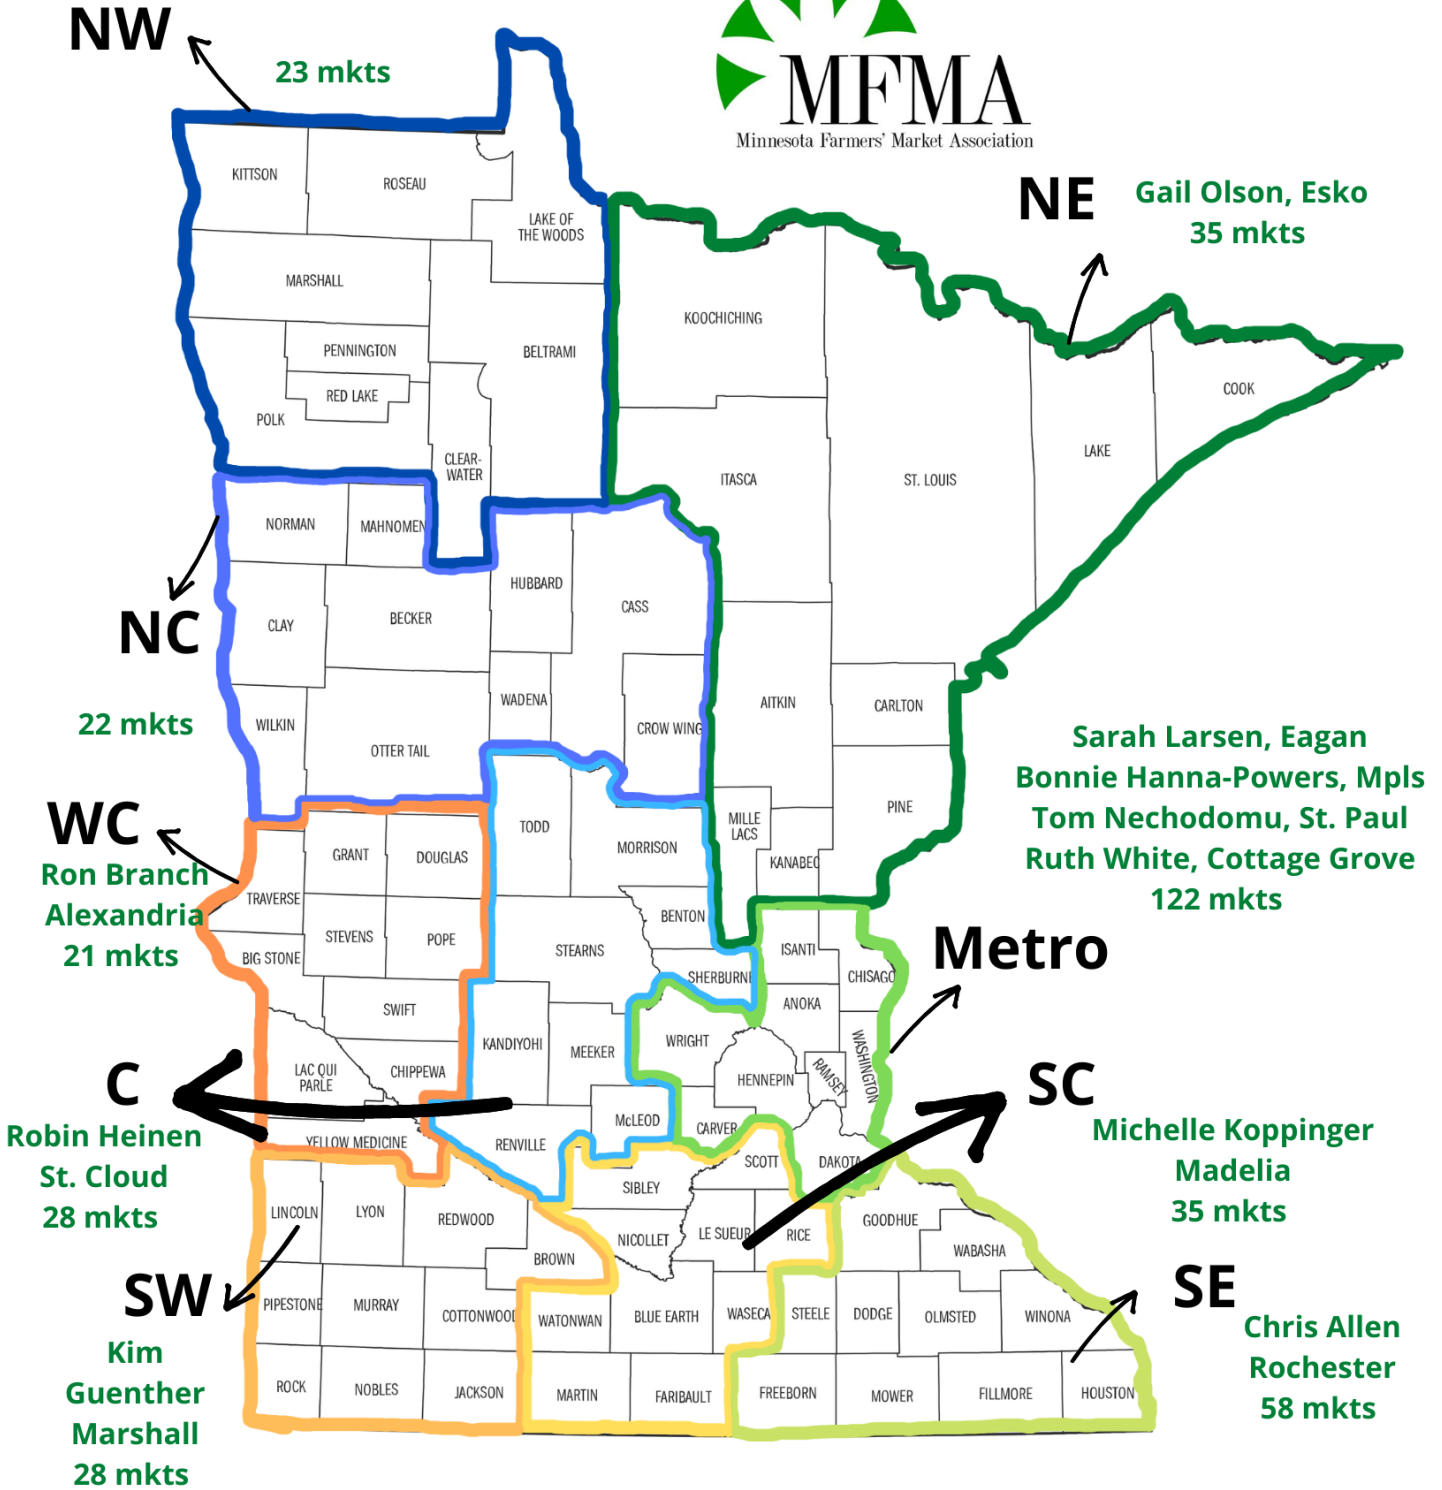 NW
23 mkts
MFMA
Minnesota Farmers' Market Association
NE
Gail Olson, Esko
35 mkts
KITTSON
ROSEAU
LAKE OF
THE WOODS
MARSHALL
KOOCHICHING
PENNINGTON
BELTRAMI
RED LAKE
POLK
COOK
LAKE
CLEAR-
WATER
ITASCA
ST. LOUIS
NORMAN
MAHNOMEN
HUBBARD
CASS
NC
CLAY
BECKER
22 mkts
WILKIN
OTTER TAIL
WADENA
CROW WING
AITKIN
CARLTON
PINE
Sarah Larsen, Eagan
Bonnie Hanna-Powers, Mpls
Tom Nechodomu, St. Paul
Ruth White, Cottage Grove
122 mkts
Metro
WC
Ron Branch
Alexandria
21 mkts
TODD
MORRISON
MILLE
LACS
KANABEC
GRANT
DOUGLAS
TRAVERSE
STEVENS
POPE
BIG STONE
STEARNS
BENTON
SHERBURNE
ISANTI
CHISAGO
ANOKA
SWIFT
KANDIYOHI
MEEKER
WRIGHT
WASHINGTON
LAC QUI
PARLE
CHIPPEWA
HENNEPIN
RAMSEY
C
Robin Heinen
St. Cloud
28 mkts
YELLOW MEDICINE
RENVILLE
McLEOD
CARVER
SCOTT
DAKOTA
SC
Michelle Koppinger
Madelia
35 mkts
LINCOLN
LYON
REDWOOD
SIBLEY
NICOLLET
LE SUEUR
RICE
GOODHUE
WABASHA
BROWN
SW
Kim
Guenther
Marshall
28 mkts
PIPESTONE
MURRAY
COTTONWOOD
WATONWAN
BLUE EARTH
WASECA
STEELE
DODGE
OLMSTED
WINONA
SE
Chris Allen
Rochester
58 mkts
ROCK
NOBLES
JACKSON
MARTIN
FARIBAULT
FREEBORN
MOWER
FILLMORE
HOUSTON